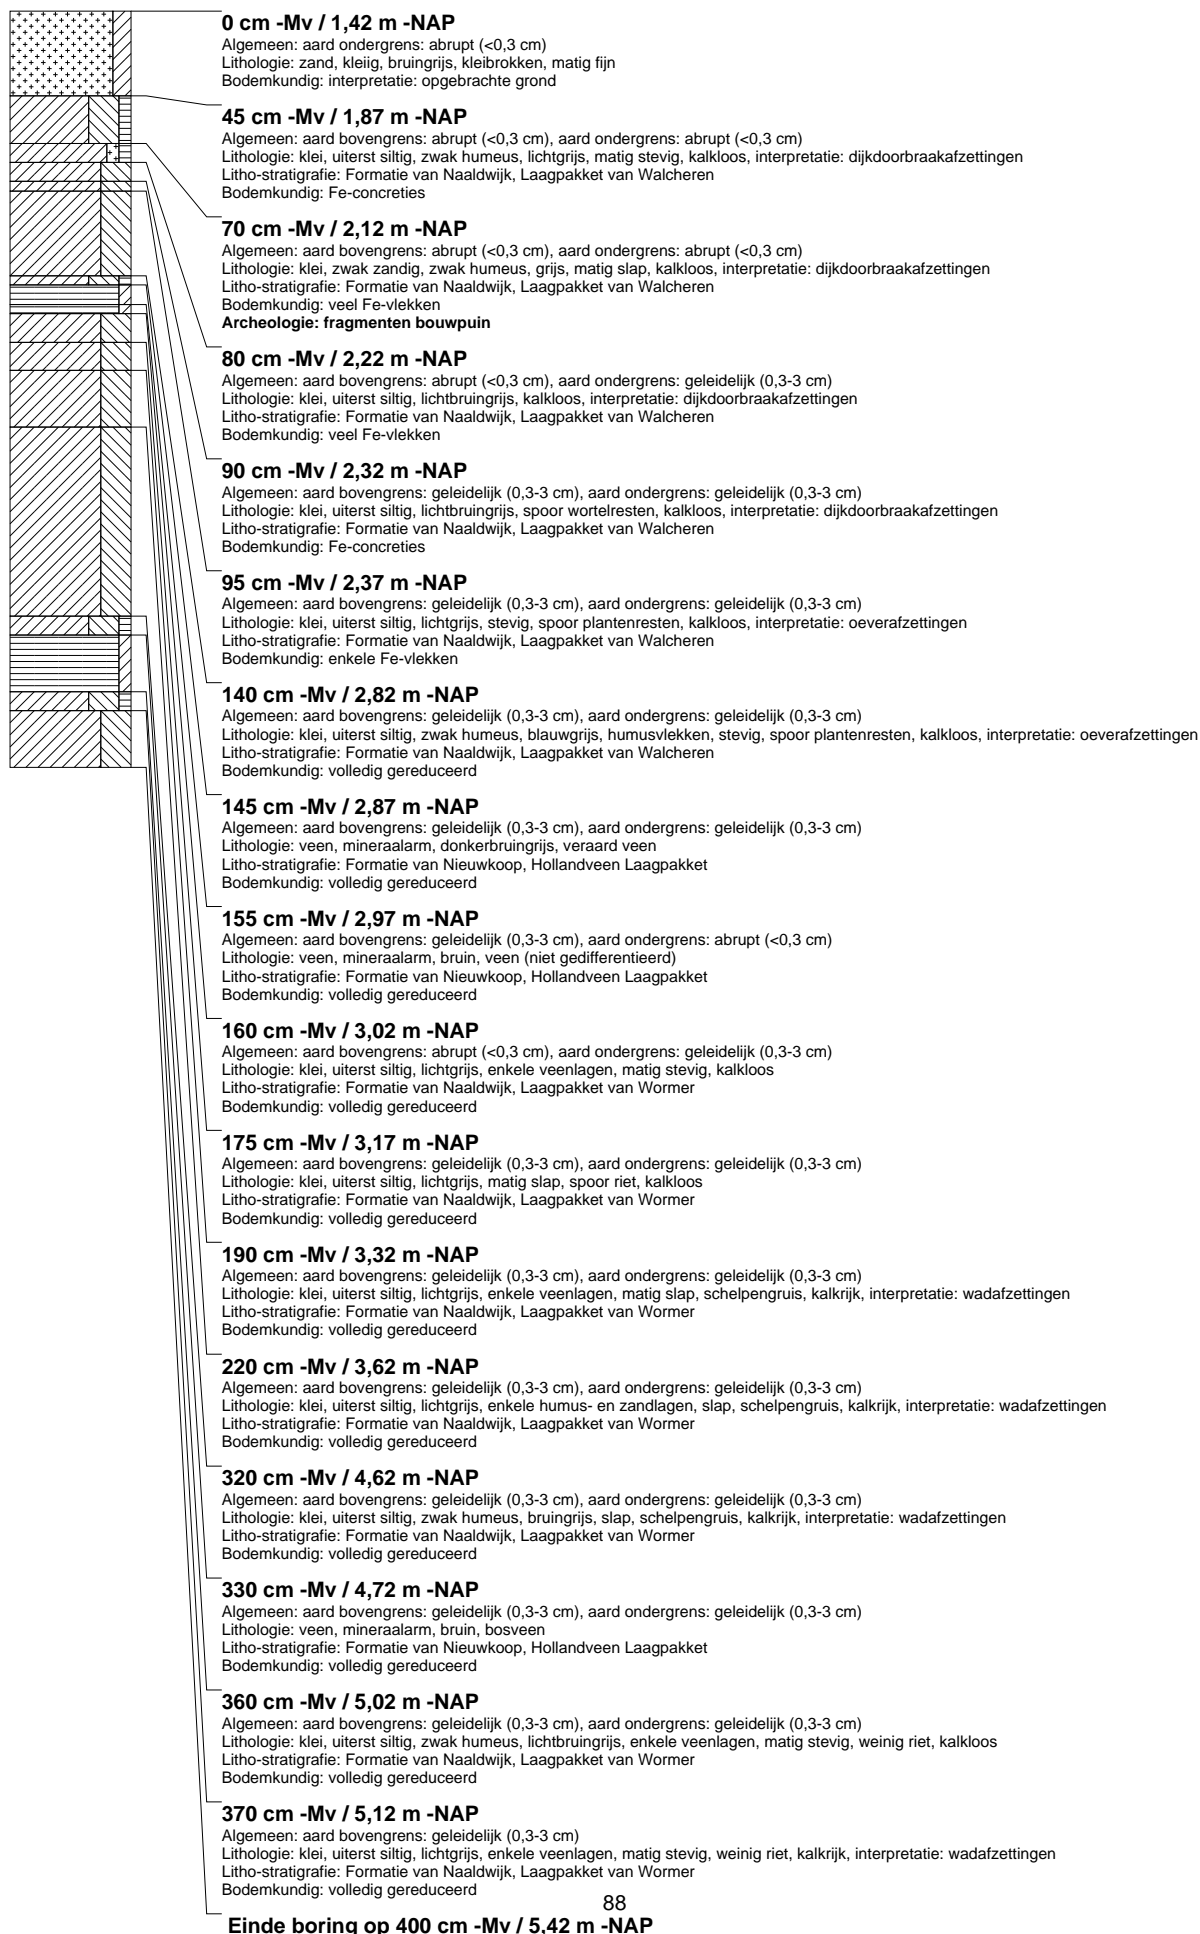 0 cm -Mv / 1,42 m -NAP
Algemeen: aard ondergrens: abrupt (<0,3 cm)
Lithologie: zand, kleiig, bruingrijs, kleibrokken, matig fijn
Bodemkundig: interpretatie: opgebrachte grond
45 cm -Mv / 1,87 m -NAP
Algemeen: aard bovengrens: abrupt (<0,3 cm), aard ondergrens: abrupt (<0,3 cm)
Lithologie: klei, uiterst siltig, zwak humeus, lichtgrijs, matig stevig, kalkloos, interpretatie: dijkdoorbraakafzettingen
Litho-stratigrafie: Formatie van Naaldwijk, Laagpakket van Walcheren
Bodemkundig: Fe-concreties
70 cm -Mv / 2,12 m -NAP
Algemeen: aard bovengrens: abrupt (<0,3 cm), aard ondergrens: abrupt (<0,3 cm)
Lithologie: klei, zwak zandig, zwak humeus, grijs, matig slap, kalkloos, interpretatie: dijkdoorbraakafzettingen
Litho-stratigrafie: Formatie van Naaldwijk, Laagpakket van Walcheren
Bodemkundig: veel Fe-vlekken
Archeologie: fragmenten bouwpuin
80 cm -Mv / 2,22 m -NAP
Algemeen: aard bovengrens: abrupt (<0,3 cm), aard ondergrens: geleidelijk (0,3-3 cm)
Lithologie: klei, uiterst siltig, lichtbruingrijs, kalkloos, interpretatie: dijkdoorbraakafzettingen
Litho-stratigrafie: Formatie van Naaldwijk, Laagpakket van Walcheren
Bodemkundig: veel Fe-vlekken
90 cm -Mv / 2,32 m -NAP
Algemeen: aard bovengrens: geleidelijk (0,3-3 cm), aard ondergrens: geleidelijk (0,3-3 cm)
Lithologie: klei, uiterst siltig, lichtbruingrijs, spoor wortelresten, kalkloos, interpretatie: dijkdoorbraakafzettingen
Litho-stratigrafie: Formatie van Naaldwijk, Laagpakket van Walcheren
Bodemkundig: Fe-concreties
95 cm -Mv / 2,37 m -NAP
Algemeen: aard bovengrens: geleidelijk (0,3-3 cm), aard ondergrens: geleidelijk (0,3-3 cm)
Lithologie: klei, uiterst siltig, lichtgrijs, stevig, spoor plantenresten, kalkloos, interpretatie: oeverafzettingen
Litho-stratigrafie: Formatie van Naaldwijk, Laagpakket van Walcheren
Bodemkundig: enkele Fe-vlekken
140 cm -Mv / 2,82 m -NAP
Algemeen: aard bovengrens: geleidelijk (0,3-3 cm), aard ondergrens: geleidelijk (0,3-3 cm)
Lithologie: klei, uiterst siltig, zwak humeus, blauwgrijs, humusvlekken, stevig, spoor plantenresten, kalkloos, interpretatie: oeverafzettingen
Litho-stratigrafie: Formatie van Naaldwijk, Laagpakket van Walcheren
Bodemkundig: volledig gereduceerd
145 cm -Mv / 2,87 m -NAP
Algemeen: aard bovengrens: geleidelijk (0,3-3 cm), aard ondergrens: geleidelijk (0,3-3 cm)
Lithologie: veen, mineraalarm, donkerbruingrijs, veraard veen
Litho-stratigrafie: Formatie van Nieuwkoop, Hollandveen Laagpakket
Bodemkundig: volledig gereduceerd
155 cm -Mv / 2,97 m -NAP
Algemeen: aard bovengrens: geleidelijk (0,3-3 cm), aard ondergrens: abrupt (<0,3 cm)
Lithologie: veen, mineraalarm, bruin, veen (niet gedifferentieerd)
Litho-stratigrafie: Formatie van Nieuwkoop, Hollandveen Laagpakket
Bodemkundig: volledig gereduceerd
160 cm -Mv / 3,02 m -NAP
Algemeen: aard bovengrens: abrupt (<0,3 cm), aard ondergrens: geleidelijk (0,3-3 cm)
Lithologie: klei, uiterst siltig, lichtgrijs, enkele veenlagen, matig stevig, kalkloos
Litho-stratigrafie: Formatie van Naaldwijk, Laagpakket van Wormer
Bodemkundig: volledig gereduceerd
175 cm -Mv / 3,17 m -NAP
Algemeen: aard bovengrens: geleidelijk (0,3-3 cm), aard ondergrens: geleidelijk (0,3-3 cm)
Lithologie: klei, uiterst siltig, lichtgrijs, matig slap, spoor riet, kalkloos
Litho-stratigrafie: Formatie van Naaldwijk, Laagpakket van Wormer
Bodemkundig: volledig gereduceerd
190 cm -Mv / 3,32 m -NAP
Algemeen: aard bovengrens: geleidelijk (0,3-3 cm), aard ondergrens: geleidelijk (0,3-3 cm)
Lithologie: klei, uiterst siltig, lichtgrijs, enkele veenlagen, matig slap, schelpengruis, kalkrijk, interpretatie: wadafzettingen
Litho-stratigrafie: Formatie van Naaldwijk, Laagpakket van Wormer
Bodemkundig: volledig gereduceerd
220 cm -Mv / 3,62 m -NAP
Algemeen: aard bovengrens: geleidelijk (0,3-3 cm), aard ondergrens: geleidelijk (0,3-3 cm)
Lithologie: klei, uiterst siltig, lichtgrijs, enkele humus- en zandlagen, slap, schelpengruis, kalkrijk, interpretatie: wadafzettingen
Litho-stratigrafie: Formatie van Naaldwijk, Laagpakket van Wormer
Bodemkundig: volledig gereduceerd
320 cm -Mv / 4,62 m -NAP
Algemeen: aard bovengrens: geleidelijk (0,3-3 cm), aard ondergrens: geleidelijk (0,3-3 cm)
Lithologie: klei, uiterst siltig, zwak humeus, bruingrijs, slap, schelpengruis, kalkrijk, interpretatie: wadafzettingen
Litho-stratigrafie: Formatie van Naaldwijk, Laagpakket van Wormer
Bodemkundig: volledig gereduceerd
330 cm -Mv / 4,72 m -NAP
Algemeen: aard bovengrens: geleidelijk (0,3-3 cm), aard ondergrens: geleidelijk (0,3-3 cm)
Lithologie: veen, mineraalarm, bruin, bosveen
Litho-stratigrafie: Formatie van Nieuwkoop, Hollandveen Laagpakket
Bodemkundig: volledig gereduceerd
360 cm -Mv / 5,02 m -NAP
Algemeen: aard bovengrens: geleidelijk (0,3-3 cm), aard ondergrens: geleidelijk (0,3-3 cm)
Lithologie: klei, uiterst siltig, zwak humeus, lichtbruingrijs, enkele veenlagen, matig stevig, weinig riet, kalkloos
Litho-stratigrafie: Formatie van Naaldwijk, Laagpakket van Wormer
Bodemkundig: volledig gereduceerd
370 cm -Mv / 5,12 m -NAP
Algemeen: aard bovengrens: geleidelijk (0,3-3 cm)
Lithologie: klei, uiterst siltig, lichtgrijs, enkele veenlagen, matig stevig, weinig riet, kalkrijk, interpretatie: wadafzettingen
Litho-stratigrafie: Formatie van Naaldwijk, Laagpakket van Wormer
Bodemkundig: volledig gereduceerd
88
Einde boring op 400 cm -Mv / 5,42 m -NAP